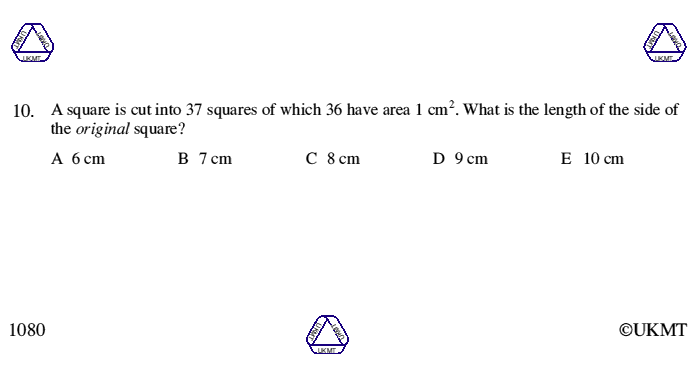 UKMT UKMT UKMT
UKMT UKMT UKMT
10. A square is cut into 37 squares of which 36 have area 1 cm². What is the length of the side of
the original square?
A 6 cm B 7 cm C 8 cm D 9 cm E 10 cm
1080
UKMT UKMT UKMT
©UKMT